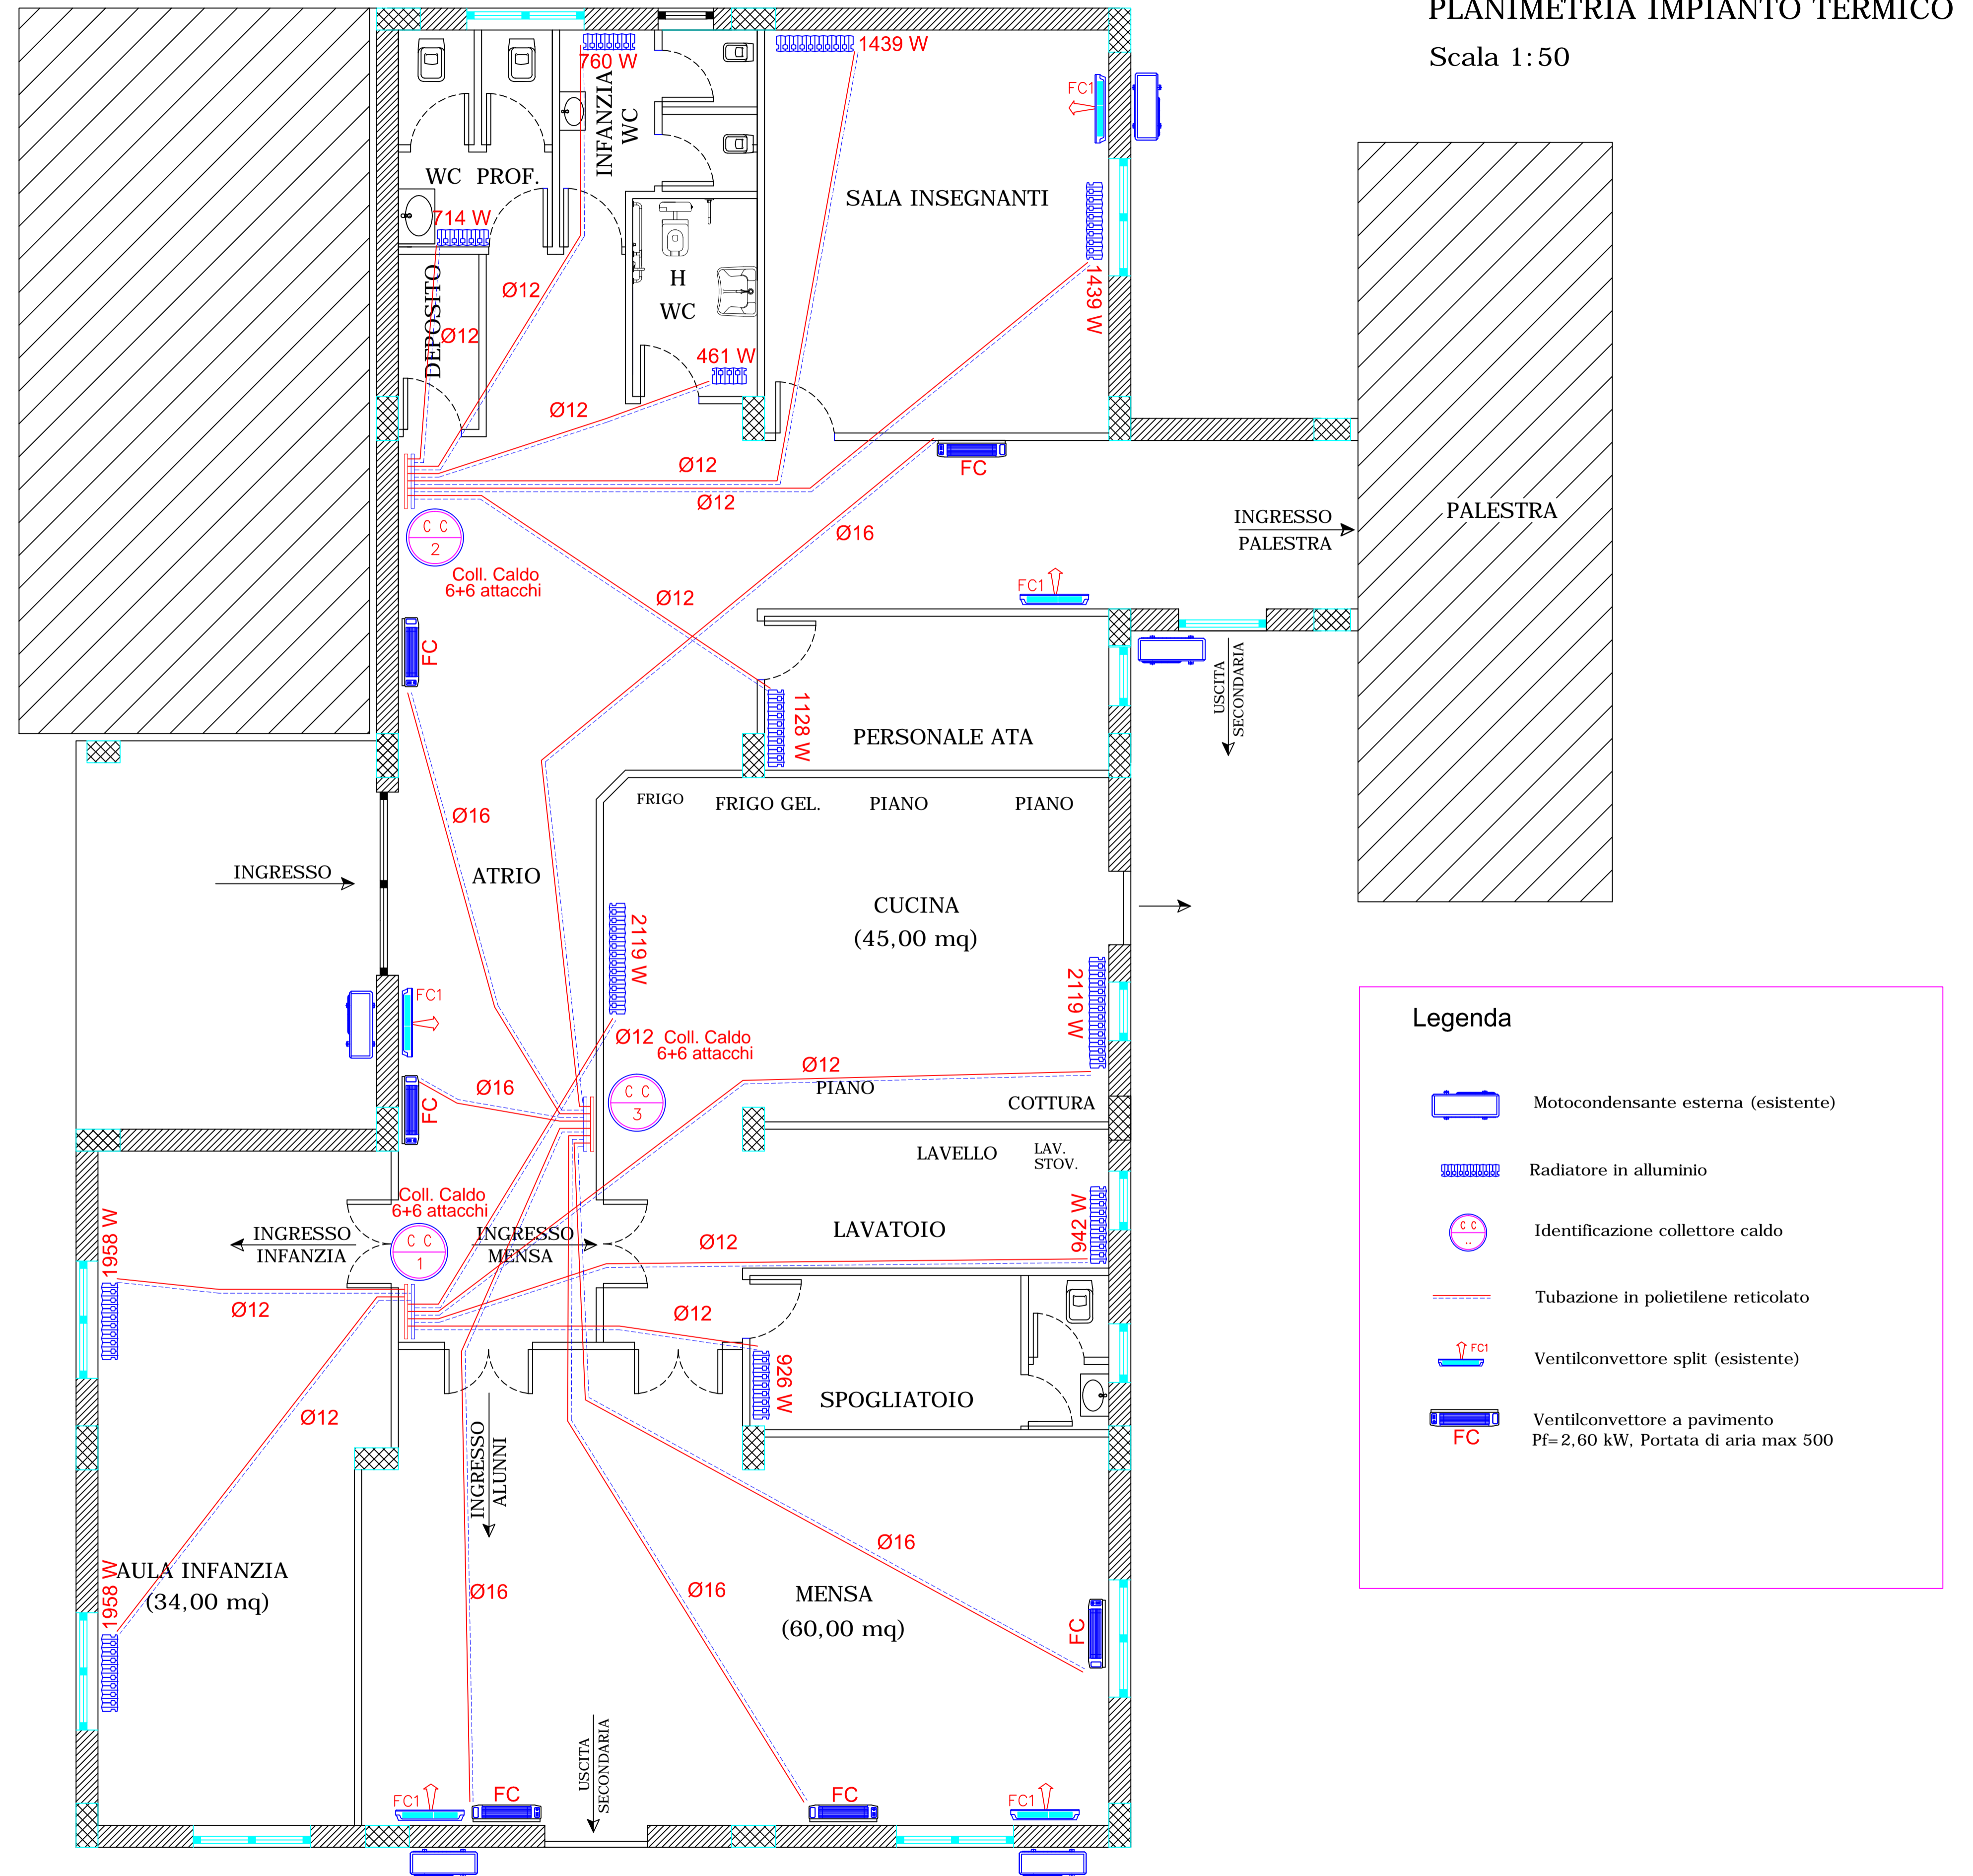 PLANIMETRIA IMPIANTO TERMICO
Scala 1:50
760 W
1439 W
FC1
INFANZIA
WC
WC PROF.
SALA INSEGNANTI
714 W
H
WC
Ø12
DEPOSITO
Ø12
1439 W
461 W
Ø12
Ø12
FC
Ø12
C C
2
Ø16
INGRESSO
PALESTRA
PALESTRA
Coll. Caldo
6+6 attacchi
FC1
Ø12
FC
USCITA
SECONDARIA
1128 W
PERSONALE ATA
FRIGO
FRIGO GEL.
PIANO
PIANO
Ø16
INGRESSO
ATRIO
CUCINA
(45,00 mq)
2119 W
2119 W
FC1
Ø12
Coll. Caldo
6+6 attacchi
Ø12
Ø16
PIANO
C C
3
COTTURA
FC
LAVELLO
LAV.
STOV.
Coll. Caldo
6+6 attacchi
1958 W
INGRESSO
INFANZIA
C C
1
INGRESSO
MENSA
LAVATOIO
942 W
Ø12
Ø12
Ø12
926 W
SPOGLIATOIO
Ø12
INGRESSO
ALUNNI
Ø16
AULA INFANZIA
(34,00 mq)
1958 W
Ø16
Ø16
MENSA
(60,00 mq)
FC
USCITA
SECONDARIA
FC1
FC
FC
FC1
Legenda
Motocondensante esterna (esistente)
Radiatore in alluminio
C C
..
Identificazione collettore caldo
Tubazione in polietilene reticolato
FC1
Ventilconvettore split (esistente)
FC
Ventilconvettore a pavimento
Pf=2,60 kW, Portata di aria max 500